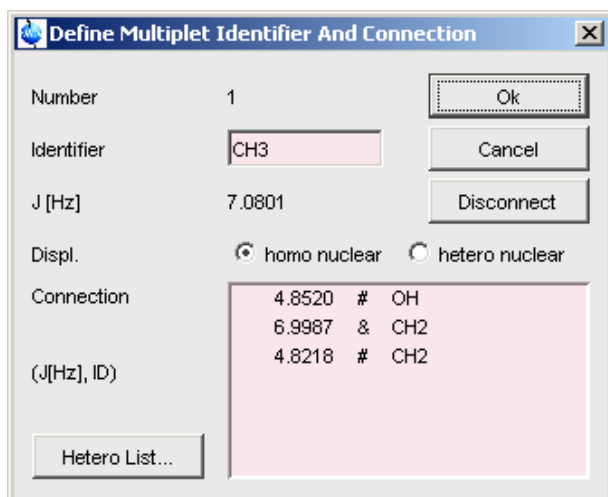 Define Multiplet Identifier And Connection
Number 1 Ok
Identifier CH3 Cancel
J [Hz] 7.0801 Disconnect
Displ. homo nuclear hetero nuclear
Connection
4.8520 # OH
6.9987 & CH2
4.8218 # CH2
(J[Hz], ID)
Hetero List...